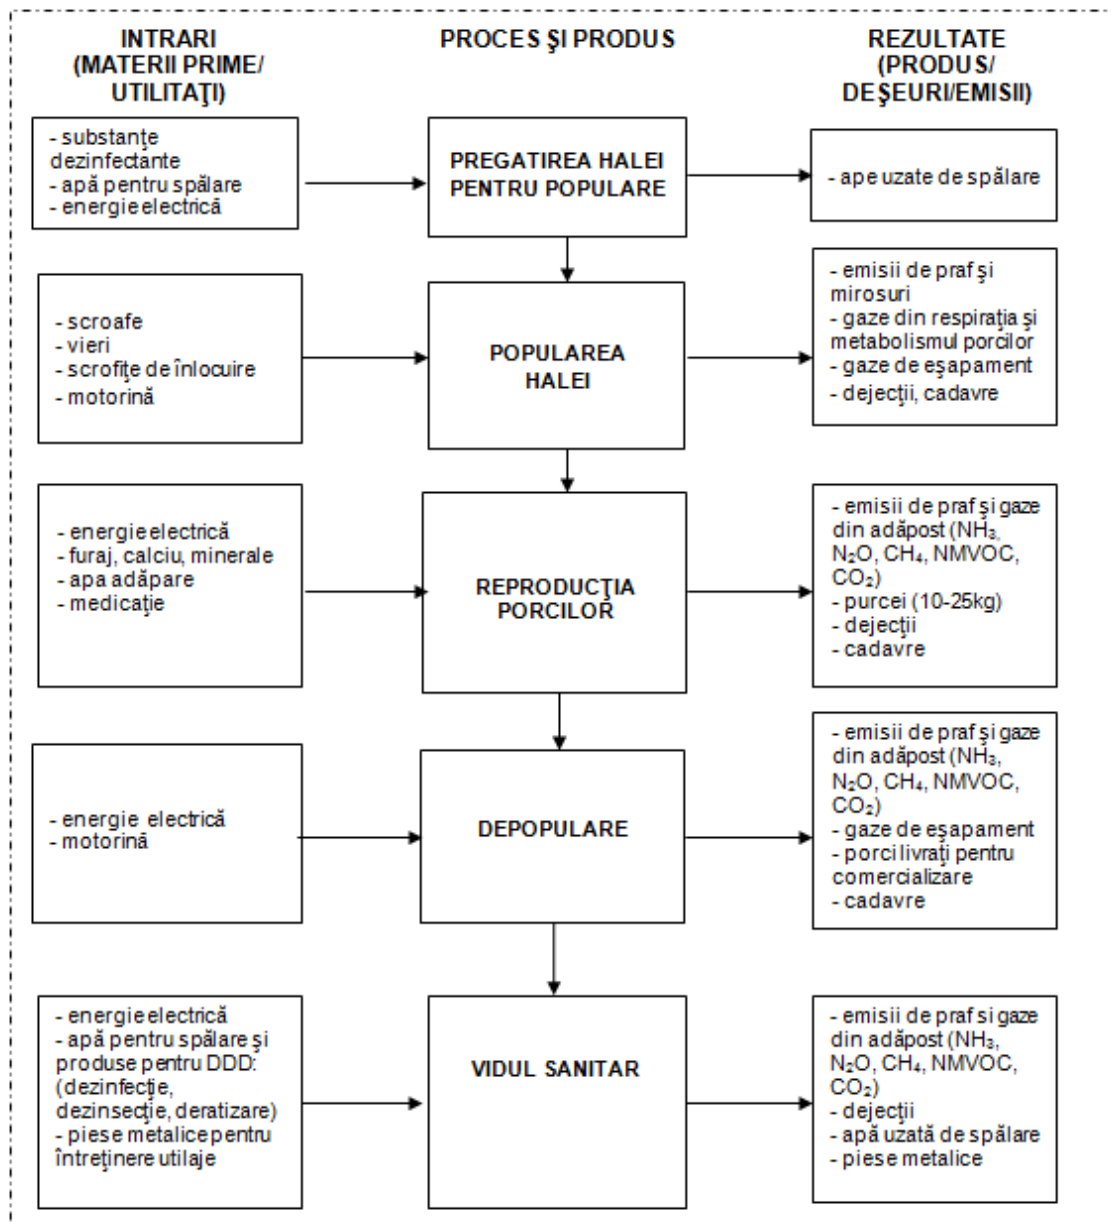 INTRARI
(MATERII PRIME/
UTILITAŢI)
PROCES ŞI PRODUS
REZULTATE
(PRODUS/
DEŞEURI/EMISII)
- substanţe
dezinfectante
- apă pentru spălare
- energie electrică
PREGATIREA HALEI
PENTRU POPULARE
- ape uzate de spălare
- scroafe
- vieri
- scrofiţe de înlocuire
- motorină
POPULAREA
HALEI
- emisii de praf şi
mirosuri
- gaze din respiraţia şi
metabolismul porcilor
- gaze de eşapament
- dejecţii, cadavre
- energie electrică
- furaj, calciu, minerale
- apa adăpare
- medicaţie
REPRODUCŢIA
PORCILOR
- emisii de praf şi gaze
din adăpost (NH₃,
N₂O, CH₄, NMVOC,
CO₂)
- purcei (10-25kg)
- dejecţii
- cadavre
- energie electrică
- motorină
DEPOPULARE
- emisii de praf şi gaze
din adăpost (NH₃,
N₂O, CH₄, NMVOC,
CO₂)
- gaze de eşapament
- porci livraţi pentru
comercializare
- cadavre
- energie electrică
- apă pentru spălare şi
produse pentru DDD:
(dezinfecţie,
dezinsecţie, deratizare)
- piese metalice pentru
întreţinere utilaje
VIDUL SANITAR
- emisii de praf si gaze
din adăpost (NH₃,
N₂O, CH₄, NMVOC,
CO₂)
- dejecţii
- apă uzată de spălare
- piese metalice